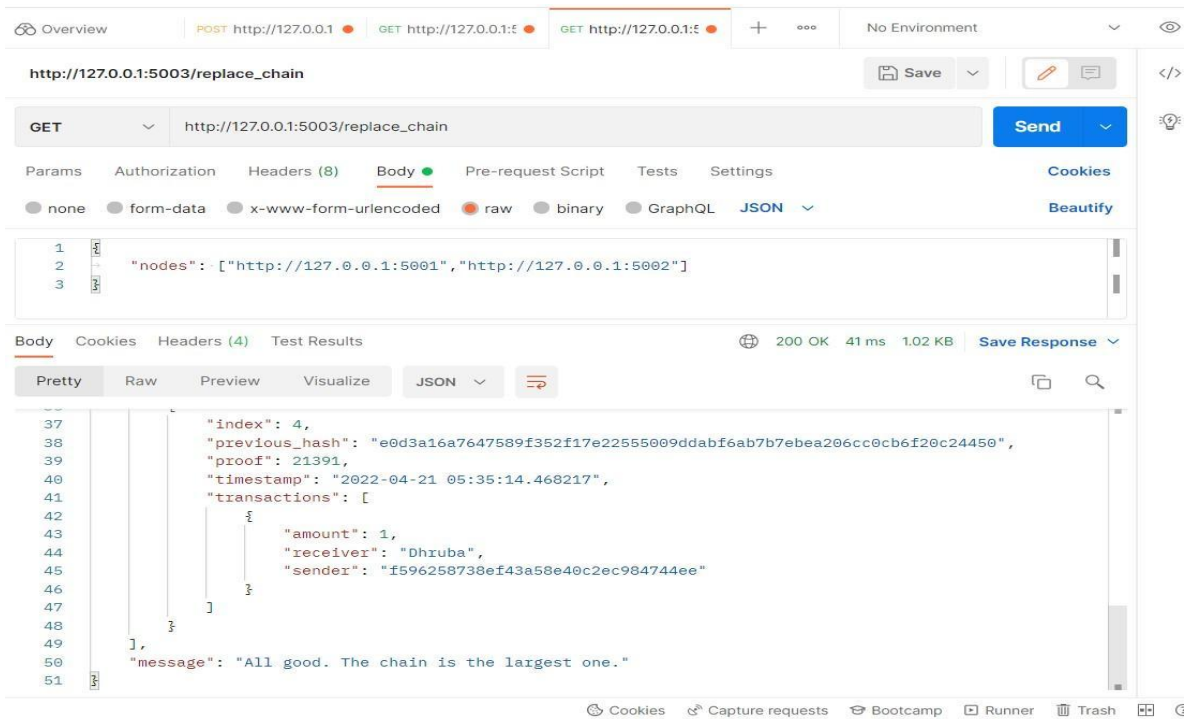 Overview POST http://127.0.0.1 GET http://127.0.0.1:5 GET http://127.0.0.1:5 + ooo No Environment
http://127.0.0.1:5003/replace_chain Save </>
GET http://127.0.0.1:5003/replace_chain Send
Params Authorization Headers (8) Body Pre-request Script Tests Settings Cookies
none form-data x-www-form-urlencoded raw binary GraphQL JSON Beautify
1 {
2 "nodes": ["http://127.0.0.1:5001","http://127.0.0.1:5002"]
3 }
Body Cookies Headers (4) Test Results 200 OK 41 ms 1.02 KB Save Response
Pretty Raw Preview Visualize JSON
37 "index": 4,
38 "previous_hash": "e0d3a16a7647589f352f17e22555009ddabf6ab7b7ebea206cc0cb6f20c24450",
39 "proof": 21391,
40 "timestamp": "2022-04-21 05:35:14.468217",
41 "transactions": [
42 {
43 "amount": 1,
44 "receiver": "Dhruba",
45 "sender": "f596258738ef43a58e40c2ec984744ee"
46 }
47 ]
48 }
49 ],
50 "message": "All good. The chain is the largest one."
51 }
Cookies Capture requests Bootcamp Runner Trash